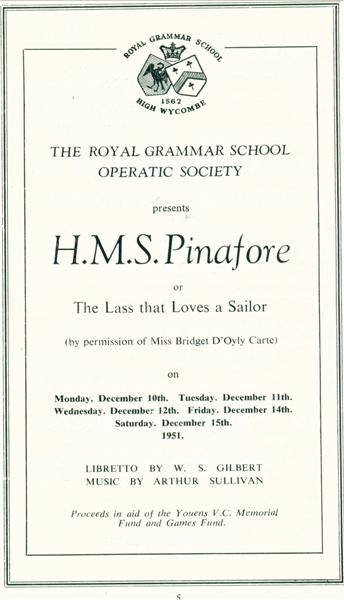 ROYAL GRAMMAR SCHOOL
1562
HIGH WYCOMBE
THE ROYAL GRAMMAR SCHOOL
OPERATIC SOCIETY
presents
H.M.S. Pinafore
or
The Lass that Loves a Sailor
(by permission of Miss Bridget D'Oyly Carte)
on
Monday, December 10th. Tuesday, December 11th.
Wednesday, December 12th. Friday, December 14th.
Saturday, December 15th.
1951.
LIBRETTO BY W. S. GILBERT
MUSIC BY ARTHUR SULLIVAN
Proceeds in aid of the Youens V.C. Memorial
Fund and Games Fund.
5